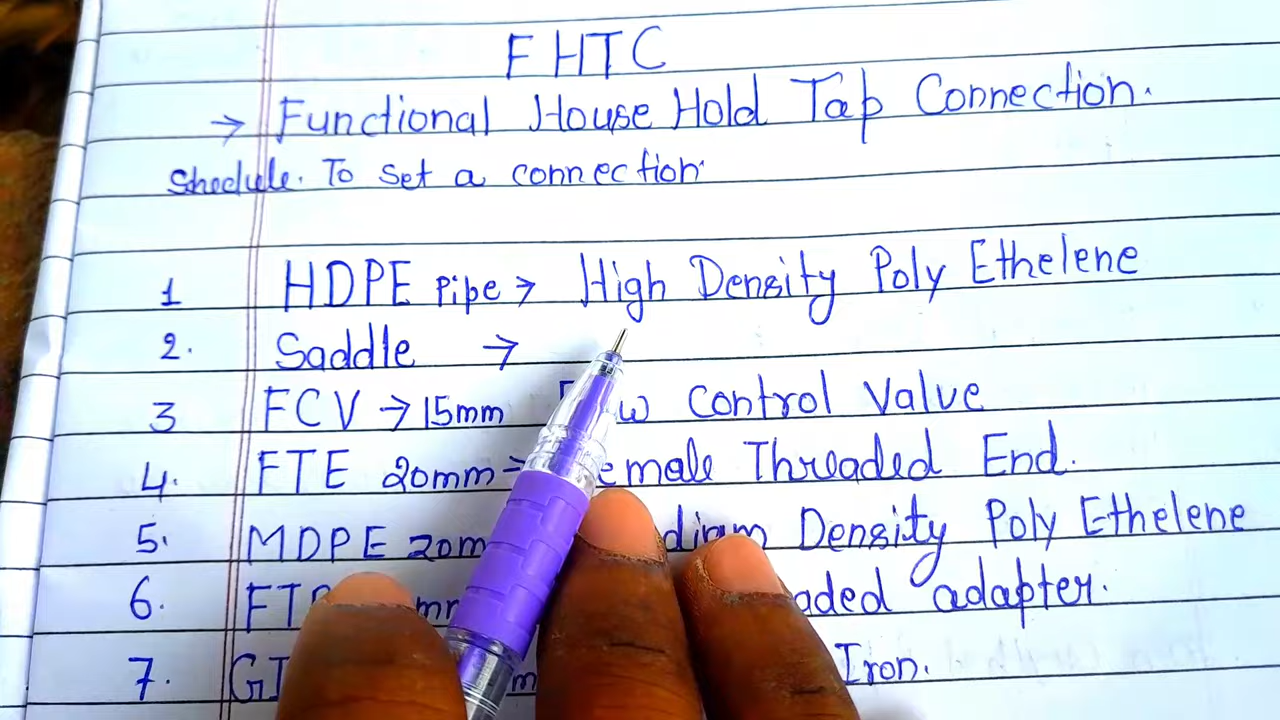 FHTC
→ Functional House Hold Tap Connection.
Shedule. To set a connection
1 HDPE Pipe → High Density Poly Ethelene
2. Saddle →
3 FCV → 15mm Control Valve
4. FTE 20mm Threaded End.
5. MDPE Density Poly Ethelene
6. adapter.
7. Iron.